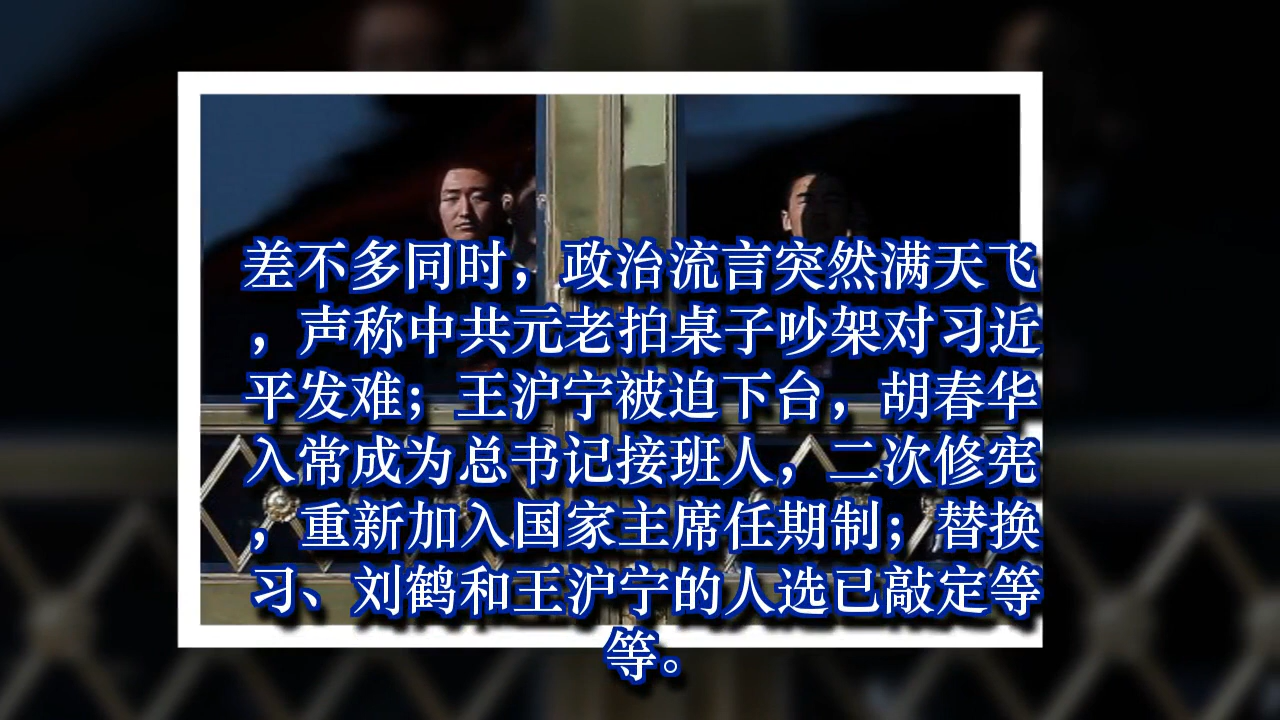 差不多同时，政治流言突然满天飞
，声称中共元老拍桌子吵架对习近
平发难；王沪宁被迫下台，胡春华
入常成为总书记接班人，二次修宪
，重新加入国家主席任期制；替换
习、刘鹤和王沪宁的人选已敲定等
等。